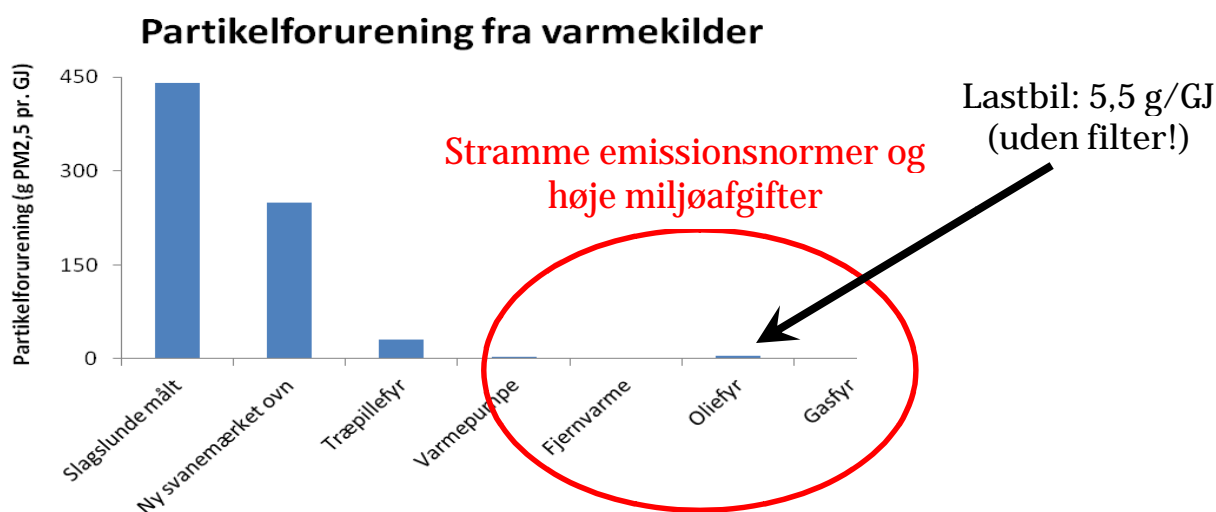 Partikelforurening fra varmekilder
Partikelforurening (g PM2,5 pr. GJ)
450
300
150
0
Slagslunde målt
Ny svanemærket ovn
Træpillefyr
Varmepumpe
Fjernvarme
Oliefyr
Gasfyr
Stramme emissionsnormer og
høje miljøafgifter
Lastbil: 5,5 g/GJ
(uden filter!)